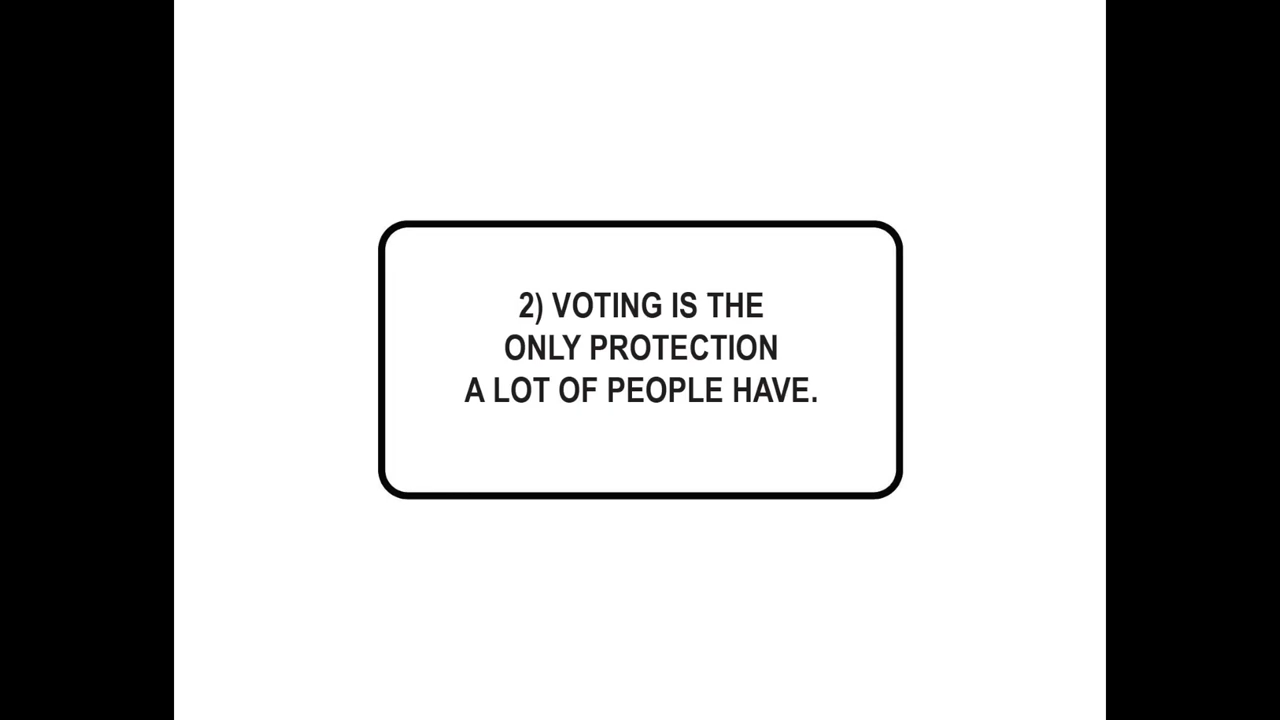 2) VOTING IS THE
ONLY PROTECTION
A LOT OF PEOPLE HAVE.